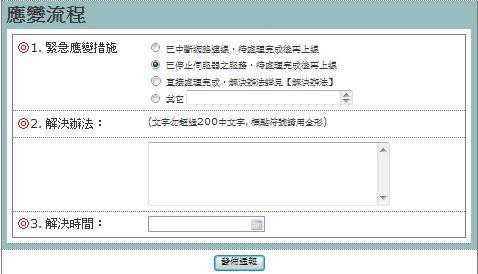 應變流程
◎1. 緊急應變措施
已中斷網路連線，待處理完成後再上線
已停止伺服器之服務，待處理完成後再上線
直接處理完成，解決辦法詳見【解決辦法】
其它
◎2. 解決辦法：
(文字勿超過200中文字, 標點符號請用全形)
◎3. 解決時間：
發佈通報